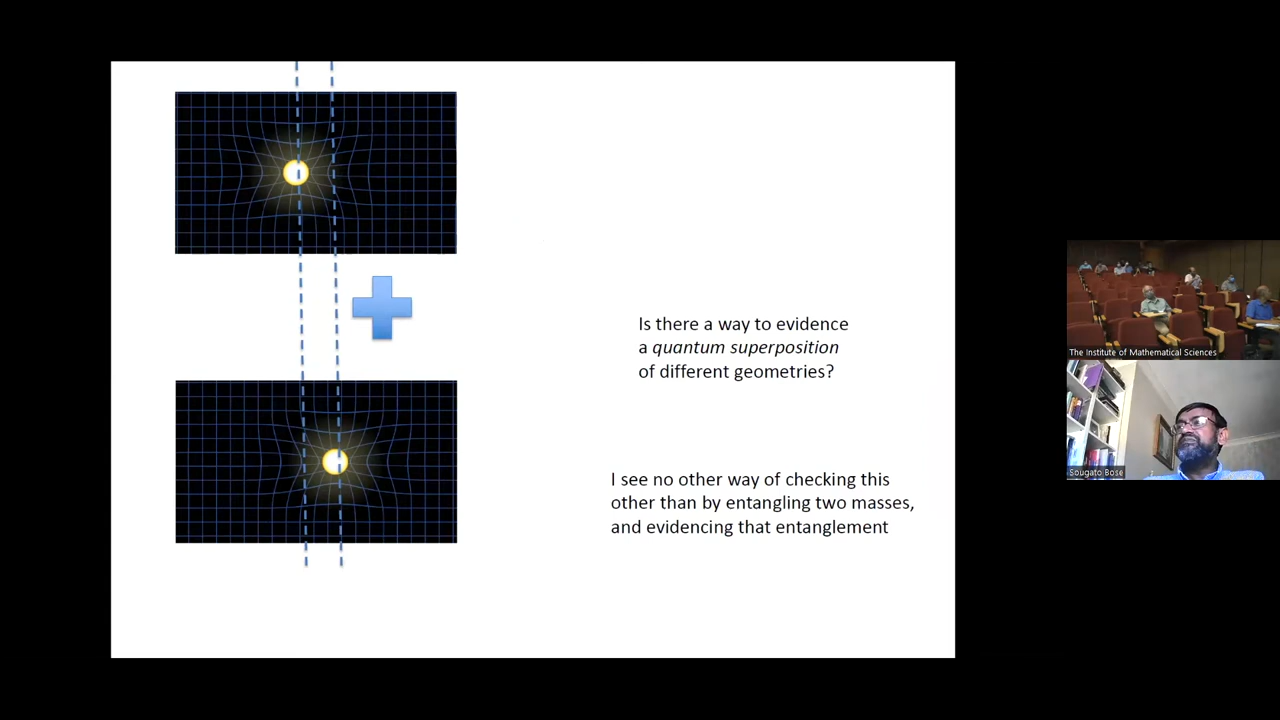 Is there a way to evidence
a quantum superposition
of different geometries?
I see no other way of checking this
other than by entangling two masses,
and evidencing that entanglement
The Institute of Mathematical Sciences
Sougato Bose